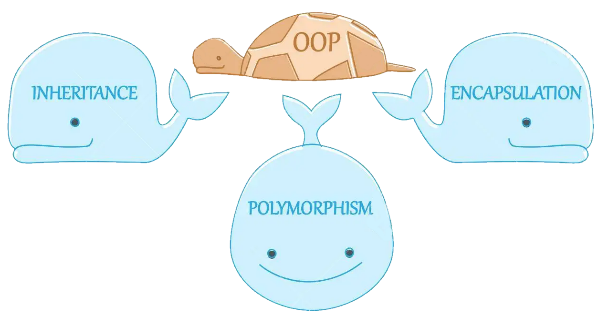 OOP
INHERITANCE
ENCAPSULATION
POLYMORPHISM